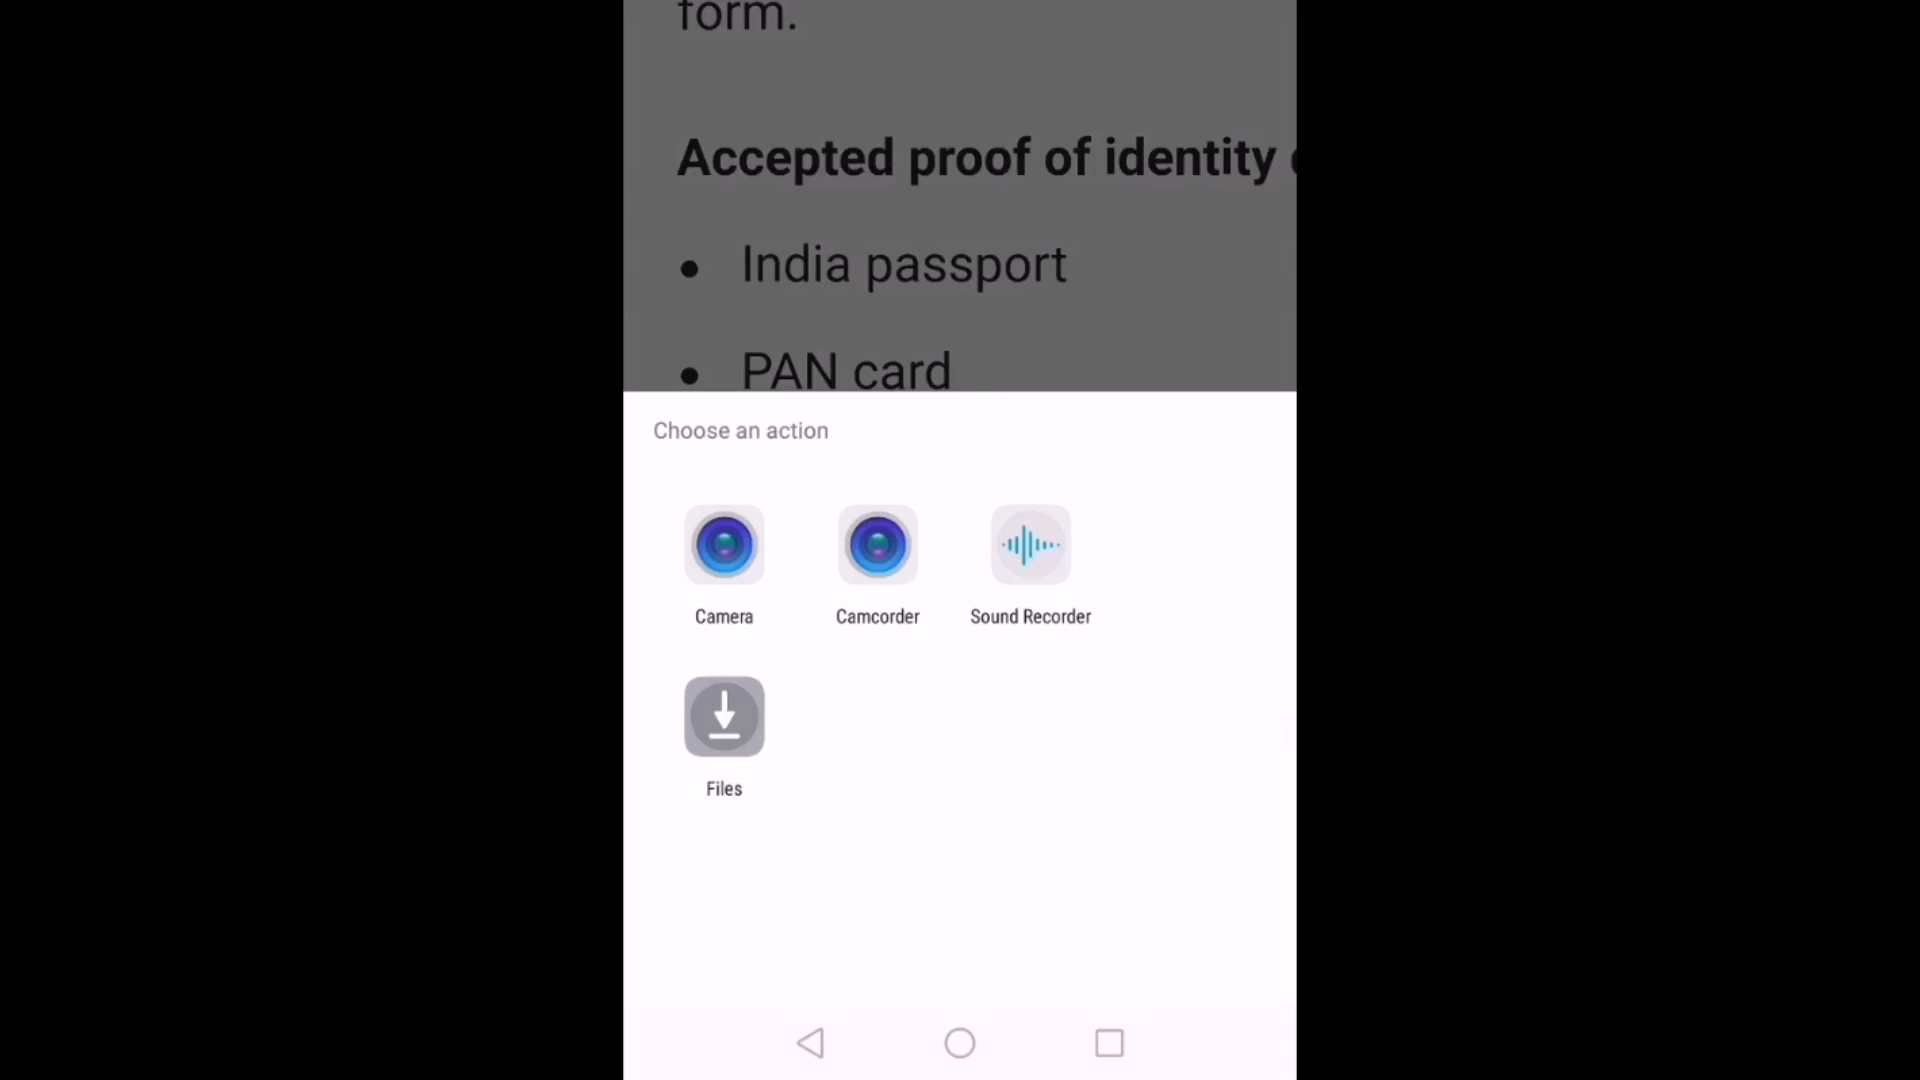 form.
Accepted proof of identity
• India passport
• PAN card
Choose an action
Camera
Camcorder
Sound Recorder
Files